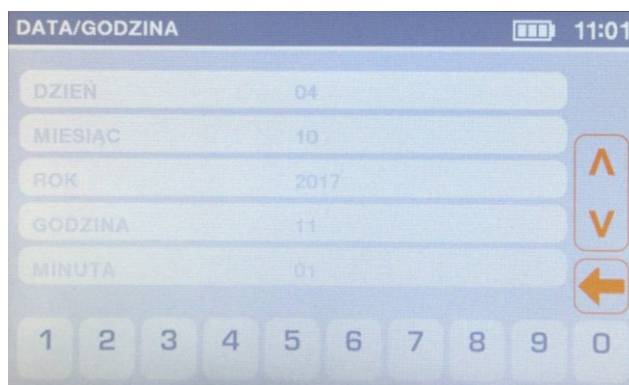 DATA/GODZINA 11:01
DZIEŃ 04
MIESIĄC 10
ROK 2017
GODZINA 11
MINUTA 01
1 2 3 4 5 6 7 8 9 0